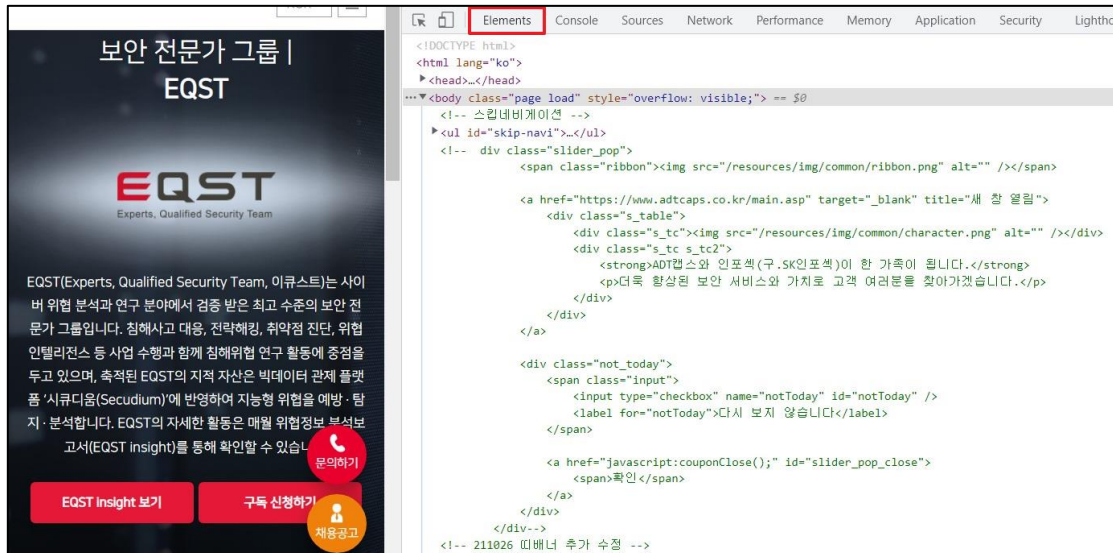 보안 전문가 그룹 |
EQST
EQST
Experts, Qualified Security Team
EQST(Experts, Qualified Security Team, 이큐스트)는 사이
버 위협 분석과 연구 분야에서 검증 받은 최고 수준의 보안 전
문가 그룹입니다. 침해사고 대응, 전략해킹, 취약점 진단, 위협
인텔리전스 등 사업 수행과 함께 침해위협 연구 활동에 중점을
두고 있으며, 축적된 EQST의 지적 자산은 빅데이터 관제 플랫
폼 '시큐디움(Secudium)'에 반영하여 지능형 위협을 예방·탐
지·분석합니다. EQST의 자세한 활동은 매월 위협정보 분석보
고서(EQST insight)를 통해 확인할 수 있습니
문의하기
EQST insight 보기
구독 신청하기
채용공고
Elements Console Sources Network Performance Memory Application Security Lighthc
<!DOCTYPE html>
<html lang="ko">
<head>…</head>
<body class="page load" style="overflow: visible;"> == $0
<!-- 스킵네비게이션 -->
<ul id="skip-navi">…</ul>
<!-- div class="slider_pop">
<span class="ribbon"><img src="/resources/img/common/ribbon.png" alt="" /></span>
<a href="https://www.adtcaps.co.kr/main.asp" target="_blank" title="새 창 열림">
<div class="s_table">
<div class="s_tc"><img src="/resources/img/common/character.png" alt="" /></div>
<div class="s_tc s_tc2">
<strong>ADT캡스와 인포섹(구.SK인포섹)이 한 가족이 됩니다.</strong>
<p>더욱 향상된 보안 서비스와 가치로 고객 여러분를 찾아가겠습니다.</p>
</div>
</div>
</a>
<div class="not_today">
<span class="input">
<input type="checkbox" name="notToday" id="notToday" />
<label for="notToday">다시 보지 않습니다</label>
</span>
<a href="javascript:couponClose();" id="slider_pop_close">
<span>확인</span>
</a>
</div>
</div-->
<!-- 211026 띠배너 추가 수정 -->